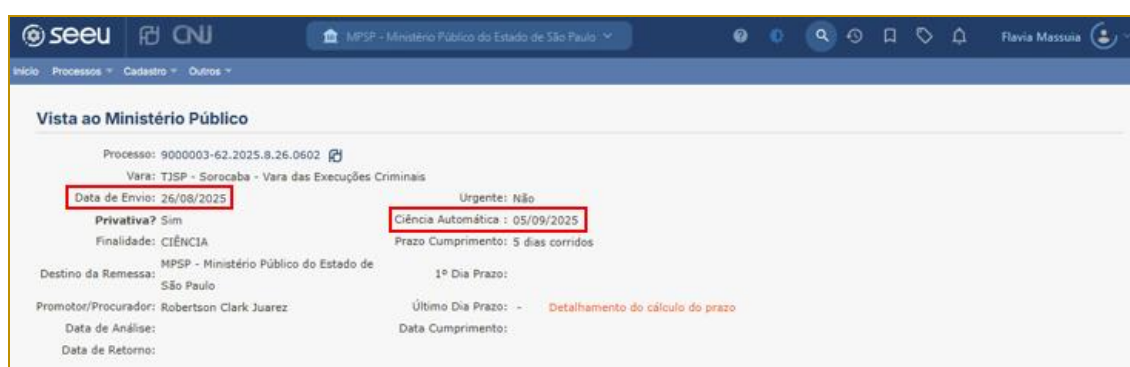 seeu CNJ MPSP - Ministério Público do Estado de São Paulo Flavia Massuia
Início Processos Cadastro Outros
Vista ao Ministério Público
Processo: 9000003-62.2025.8.26.0602
Vara: TJSP - Sorocaba - Vara das Execuções Criminais
Data de Envio: 26/08/2025 Urgente: Não
Privativa? Sim Ciência Automática : 05/09/2025
Finalidade: CIÊNCIA Prazo Cumprimento: 5 dias corridos
Destino da Remessa: MPSP - Ministério Público do Estado de São Paulo 1º Dia Prazo:
Promotor/Procurador: Robertson Clark Juarez Último Dia Prazo: - Detalhamento do cálculo do prazo
Data de Análise: Data Cumprimento:
Data de Retorno: